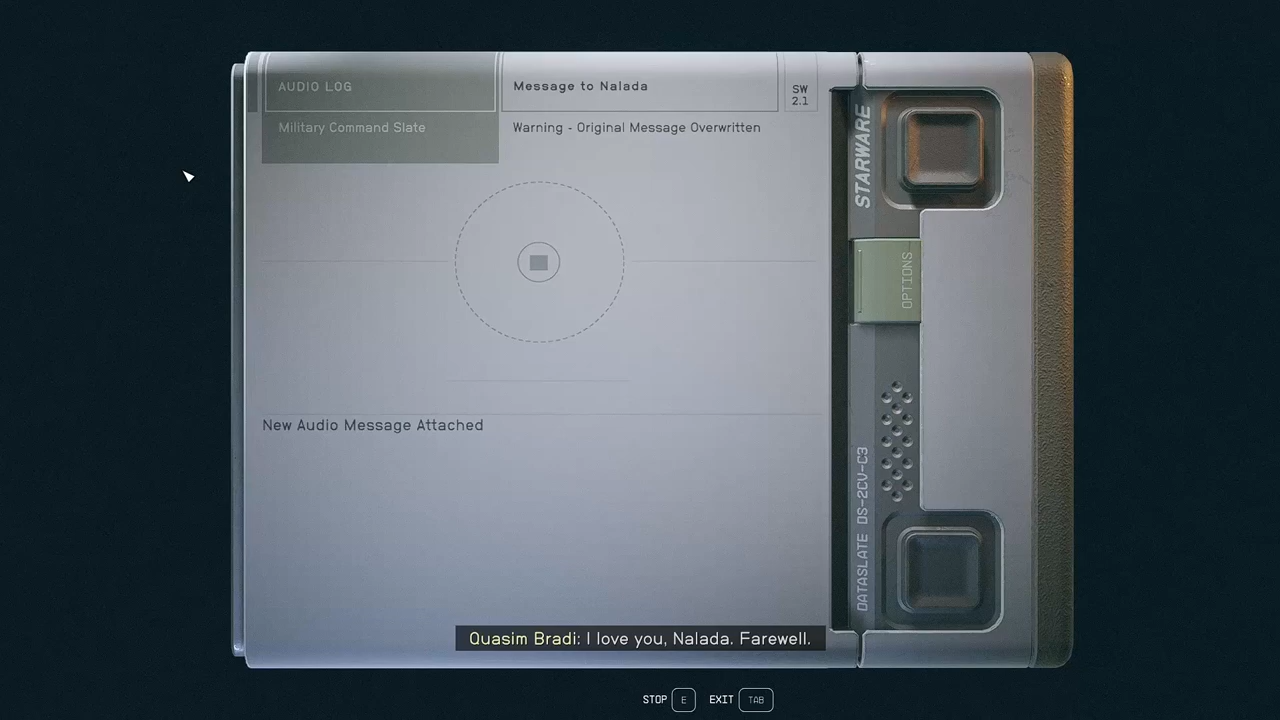 AUDIO LOG
Message to Nalada
SW
2.1
Military Command Slate
Warning - Original Message Overwritten
STARWARE
OPTIONS
New Audio Message Attached
DATASLATE DS-2CV-C3
Quasim Bradi: I love you, Nalada. Farewell.
STOP E EXIT TAB